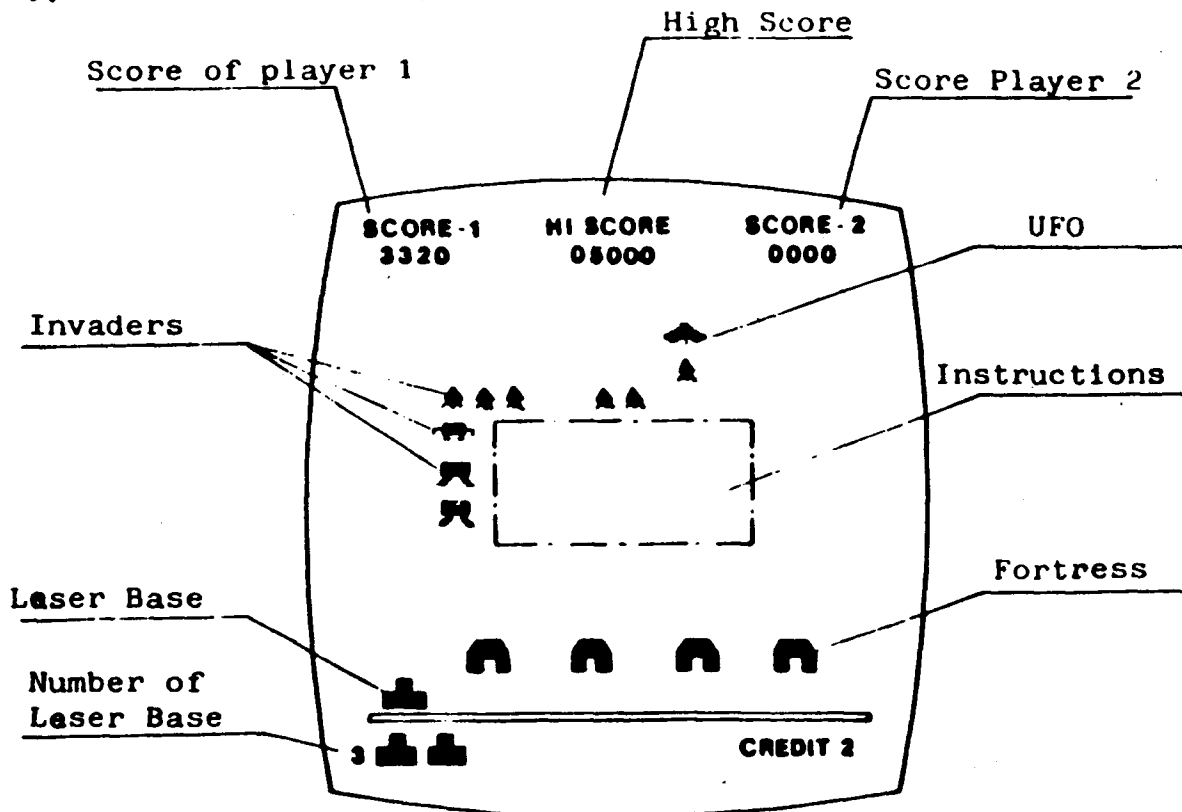 High Score
Score of player 1
Score Player 2
SCORE-1 HI SCORE SCORE-2
3320 05000 0000
UFO
Invaders
Instructions
Fortress
Laser Base
Number of
Laser Base
3
CREDIT 2